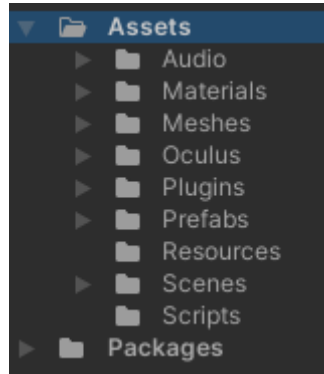 Assets
Audio
Materials
Meshes
Oculus
Plugins
Prefabs
Resources
Scenes
Scripts
Packages